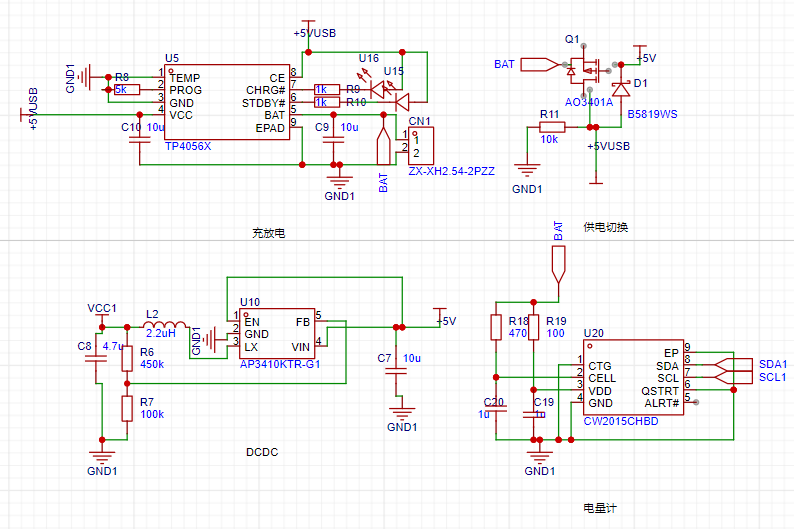 +5VUSB
U5
GND1
R8
5k
1 TEMP
2 PROG
3 GND
4 VCC
CE 8
CHRG# 7
STDBY# 6
BAT 5
EPAD 9
TP4056X
+5VUSB
C10 10u
U16
U15
1k R9
1k R10
C9 10u
BAT
CN1
1 1
2 2
ZX-XH2.54-2PZZ
GND1
充放电
Q1
BAT
+5V
D1
AO3401A
B5819WS
R11
10k
+5VUSB
GND1
供电切换
VCC1
L2
2.2uH
C8 4.7u
R6
450k
R7
100k
GND1
GND1
U10
1 EN
2 GND
3 LX
FB 5
VIN 4
AP3410KTR-G1
+5V
C7 10u
GND1
DCDC
BAT
R18
470
R19
100
U20
1 CTG
2 CELL
3 VDD
4 GND
EP 9
SDA 8
SCL 7
QSTRT 6
ALRT# 5
CW2015CHBD
SDA1
SCL1
C20
1u
C19
1u
GND1
电量计